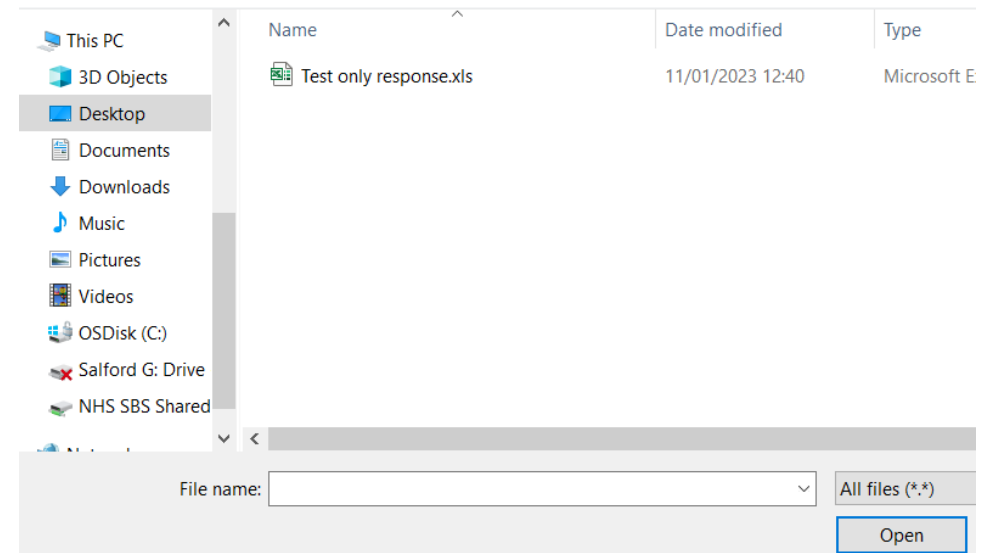 Name Date modified Type
This PC
3D Objects
Test only response.xls 11/01/2023 12:40 Microsoft E
Desktop
Documents
Downloads
Music
Pictures
Videos
OSDisk (C:)
Salford G: Drive
NHS SBS Shared
File name: All files (*.*)
Open